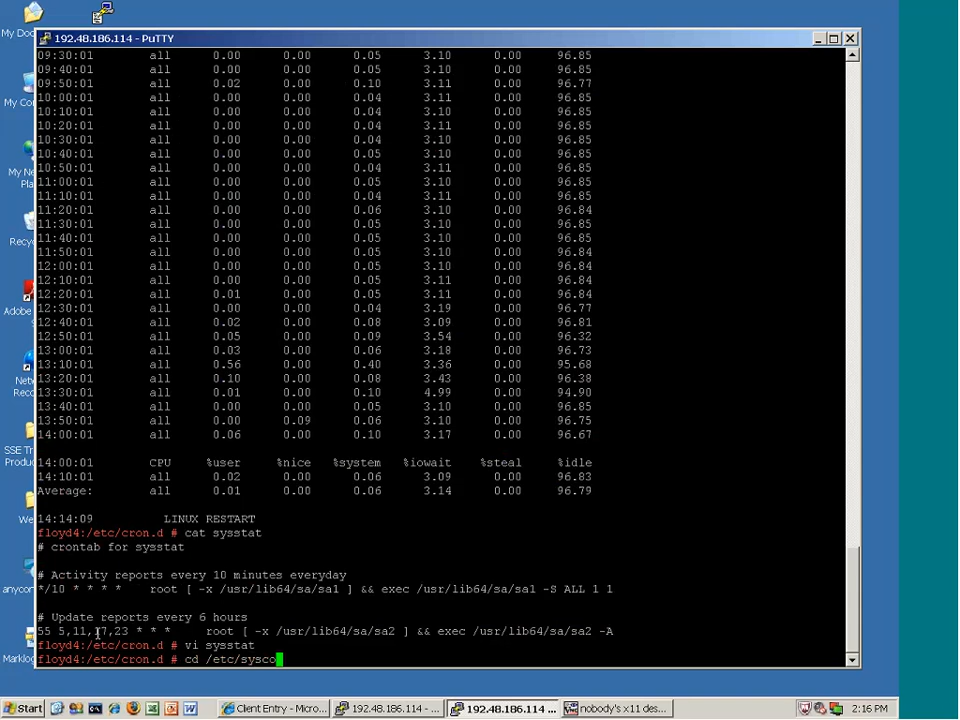 My Doc
192.48.186.114 - PuTTY
09:30:01 all 0.00 0.00 0.05 3.10 0.00 96.85
09:40:01 all 0.00 0.00 0.05 3.10 0.00 96.85
09:50:01 all 0.02 0.00 0.10 3.11 0.00 96.77
10:00:01 all 0.00 0.00 0.04 3.11 0.00 96.85
10:10:01 all 0.00 0.00 0.04 3.11 0.00 96.85
10:20:01 all 0.00 0.00 0.04 3.11 0.00 96.85
10:30:01 all 0.00 0.00 0.04 3.10 0.00 96.85
10:40:01 all 0.00 0.00 0.05 3.10 0.00 96.85
10:50:01 all 0.00 0.00 0.04 3.11 0.00 96.85
11:00:01 all 0.00 0.00 0.05 3.10 0.00 96.85
11:10:01 all 0.00 0.00 0.04 3.11 0.00 96.85
11:20:01 all 0.00 0.00 0.06 3.10 0.00 96.84
11:30:01 all 0.00 0.00 0.05 3.10 0.00 96.85
11:40:01 all 0.00 0.00 0.05 3.10 0.00 96.85
11:50:01 all 0.00 0.00 0.05 3.11 0.00 96.84
12:00:01 all 0.00 0.00 0.05 3.10 0.00 96.84
12:10:01 all 0.00 0.00 0.05 3.11 0.00 96.84
12:20:01 all 0.01 0.00 0.05 3.11 0.00 96.84
12:30:01 all 0.00 0.00 0.04 3.19 0.00 96.77
12:40:01 all 0.02 0.00 0.08 3.09 0.00 96.81
12:50:01 all 0.05 0.00 0.09 3.54 0.00 96.32
13:00:01 all 0.03 0.00 0.06 3.18 0.00 96.73
13:10:01 all 0.56 0.00 0.40 3.36 0.00 95.68
13:20:01 all 0.10 0.00 0.08 3.43 0.00 96.38
13:30:01 all 0.01 0.00 0.10 4.99 0.00 94.90
13:40:01 all 0.00 0.00 0.05 3.10 0.00 96.85
13:50:01 all 0.00 0.09 0.06 3.10 0.00 96.75
14:00:01 all 0.06 0.00 0.10 3.17 0.00 96.67
14:00:01 CPU %user %nice %system %iowait %steal %idle
14:10:01 all 0.02 0.00 0.06 3.09 0.00 96.83
Average: all 0.01 0.00 0.06 3.14 0.00 96.79
14:14:09 LINUX RESTART
floyd4:/etc/cron.d # cat sysstat
# crontab for sysstat
# Activity reports every 10 minutes everyday
*/10 * * * * root [ -x /usr/lib64/sa/sa1 ] && exec /usr/lib64/sa/sa1 -S ALL 1 1
# Update reports every 6 hours
55 5,11,17,23 * * * root [ -x /usr/lib64/sa/sa2 ] && exec /usr/lib64/sa/sa2 -A
floyd4:/etc/cron.d # vi sysstat
floyd4:/etc/cron.d # cd /etc/sysco
My Co
My Ne
Pla
Recy
Adobe
9
Net
Reco
SSE Tr
Produ
We
anycon
Markl
Start
Client Entry - Micro...
192.48.186.114 - ...
192.48.186.114 ...
nobody's x11 des...
2:16 PM